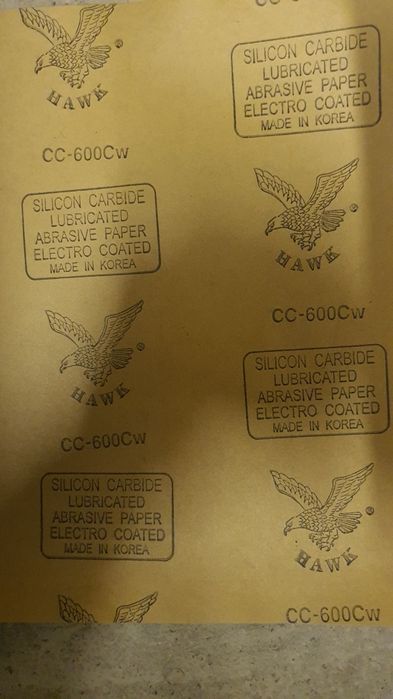 HAWK
®
CC-600Cw
SILICON CARBIDE
LUBRICATED
ABRASIVE PAPER
ELECTRO COATED
MADE IN KOREA
HAWK
®
CC-600Cw
SILICON CARBIDE
LUBRICATED
ABRASIVE PAPER
ELECTRO COATED
MADE IN KOREA
SILICON CARBIDE
LUBRICATED
ABRASIVE PAPER
ELECTRO COATED
MADE IN KOREA
HAWK
®
CC-600Cw
SILICON CARBIDE
LUBRICATED
ABRASIVE PAPER
ELECTRO COATED
MADE IN KOREA
HAWK
®
CC-600Cw